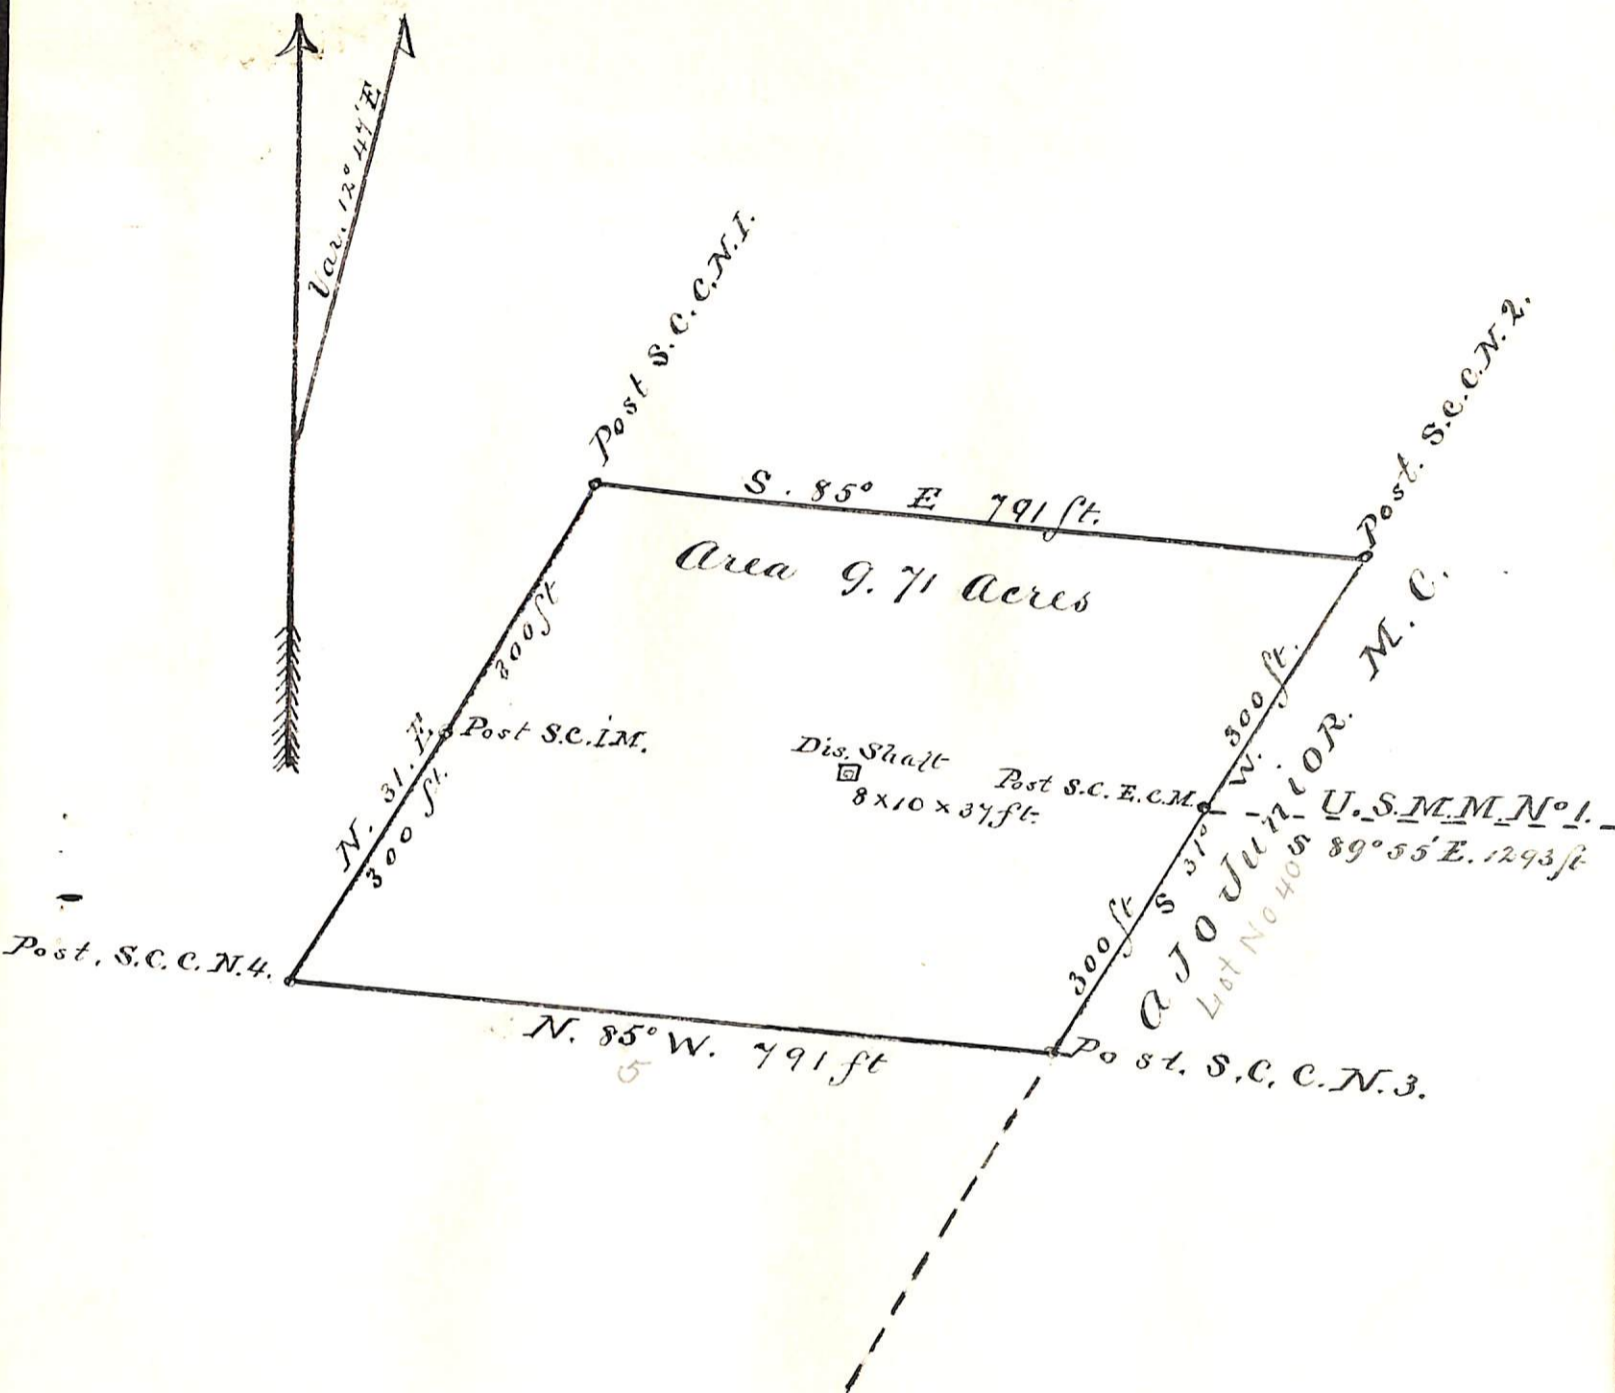 Var. 12° 47' E
Post S.C.C.N.1.
Post. S.C.C.N.2.
S. 85° E 791 ft.
Area 9.71 Acres
300 ft
N. 31. E.
300 ft.
Post S.C.I.M.
Dis. Shaft
8 x 10 x 37 ft.
Post S.C.E.C.M.
300 ft.
S 31° W.
300 ft
AJO JUNIOR. M.C.
Lot No 40
U.S.M.M. No 1.
S 89° 55' E. 1293 ft
Post. S.C.C.N.4.
N. 85° W. 791 ft
5
Post. S.C.C.N.3.